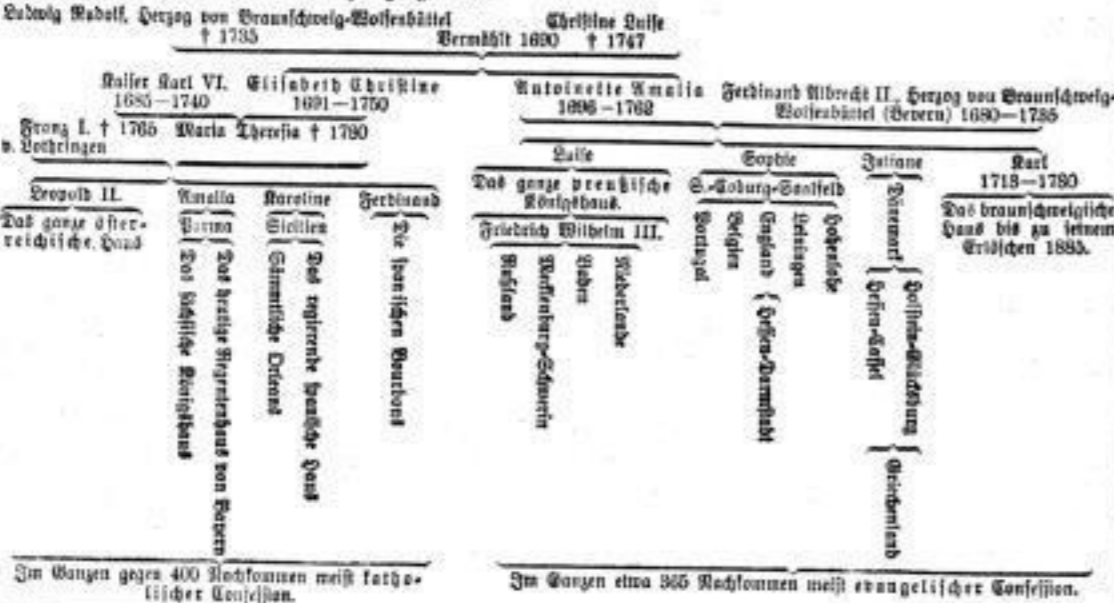 Ludwig Rudolf, Herzog von Braunschweig-Wolfenbüttel
† 1735
Christine Luise
Vermählt 1690 † 1747
Kaiser Karl VI.
1685—1740
Elisabeth Christine
1691—1750
Antoinette Amalia
1696—1762
Ferdinand Albrecht II., Herzog von Braunschweig-
Wolfenbüttel (Bevern) 1680—1735
Franz I. † 1765
v. Lothringen
Maria Theresia † 1780
Leopold II.
Das ganze öster-
reichische Haus
Amalia
Parma
Das sächsische Königshaus
Das heutige Regentenhaus von Bayern
Karoline
Sicilien
Sämmtliche Orleans
Das regierende spanische Haus
Ferdinand
Die spanischen Bourbons
Luise
Das ganze preußische
Königshaus.
Friedrich Wilhelm III.
Rußland
Mecklenburg-Schwerin
Baden
Niederlande
Sophie
S.-Coburg-Saalfeld
Portugal
Belgien
England
Hessen-Darmstadt
Leiningen
Hohenlohe
Juliane
Dänemark
Hessen-Cassel
Holstein-Glücksburg
Griechenland
Karl
1713—1780
Das braunschweigische
Haus bis zu seinem
Erlöschen 1885.
Im Ganzen gegen 400 Nachkommen meist katho-
lischer Confession.
Im Ganzen etwa 365 Nachkommen meist evangelischer Confession.